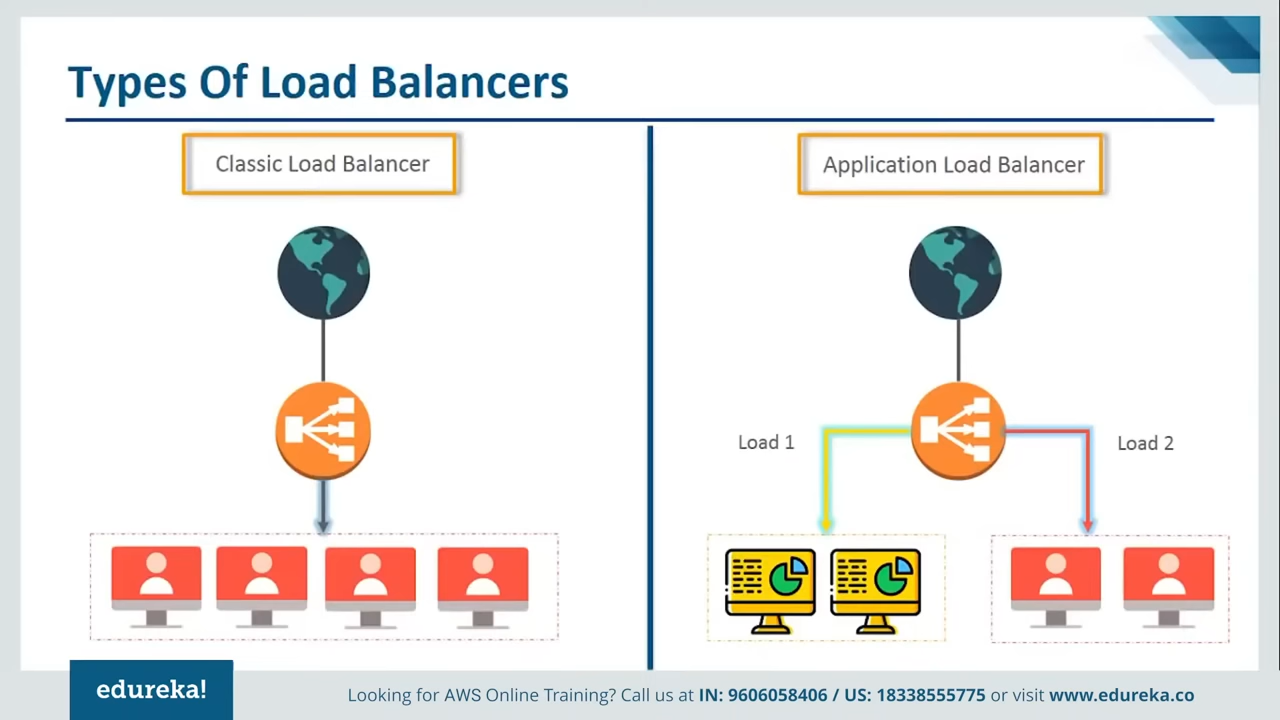 Types Of Load Balancers
Classic Load Balancer
Application Load Balancer
Load 1
Load 2
edureka!
Looking for AWS Online Training? Call us at IN: 9606058406 / US: 18338555775 or visit www.edureka.co